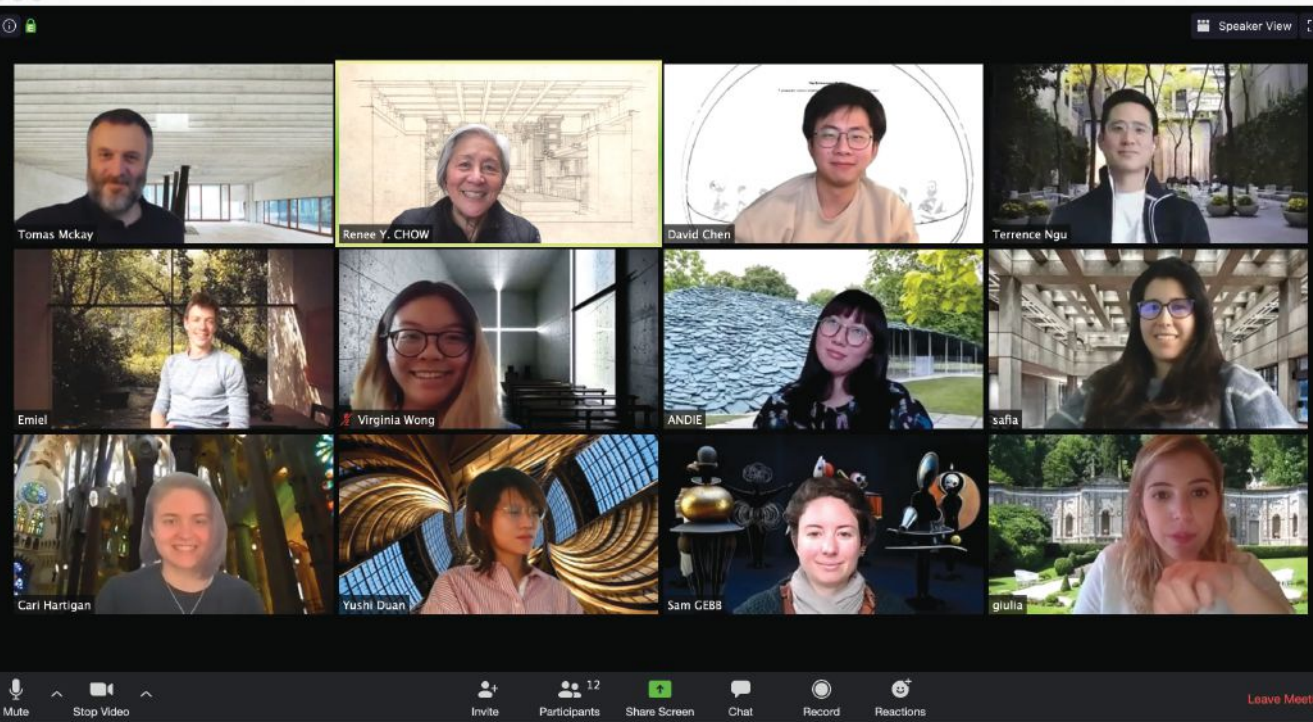 Speaker View
Tomas Mckay
Renee Y. CHOW
David Chen
Terrence Ngu
Emiel
Virginia Wong
ANDIE
safia
Cari Hartigan
Yushi Duan
Sam GEBB
giulia
Mute
Stop Video
Invite
Participants 12
Share Screen
Chat
Record
Reactions
Leave Meet